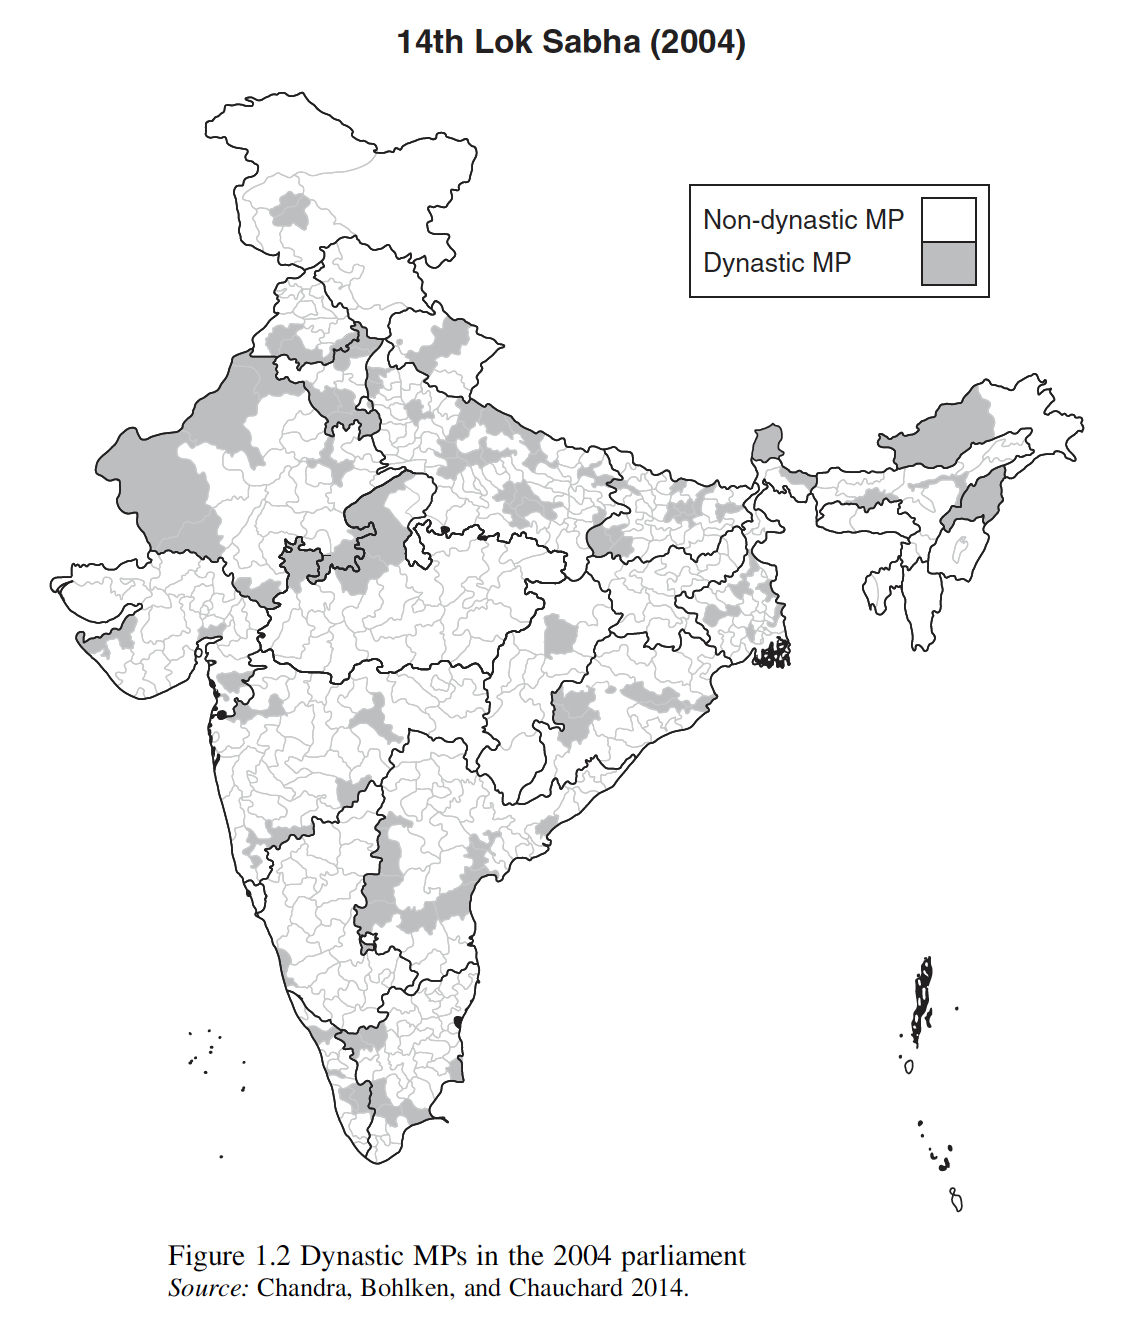 14th Lok Sabha (2004)
Non-dynastic MP
Dynastic MP
Figure 1.2 Dynastic MPs in the 2004 parliament
Source: Chandra, Bohlken, and Chauchard 2014.